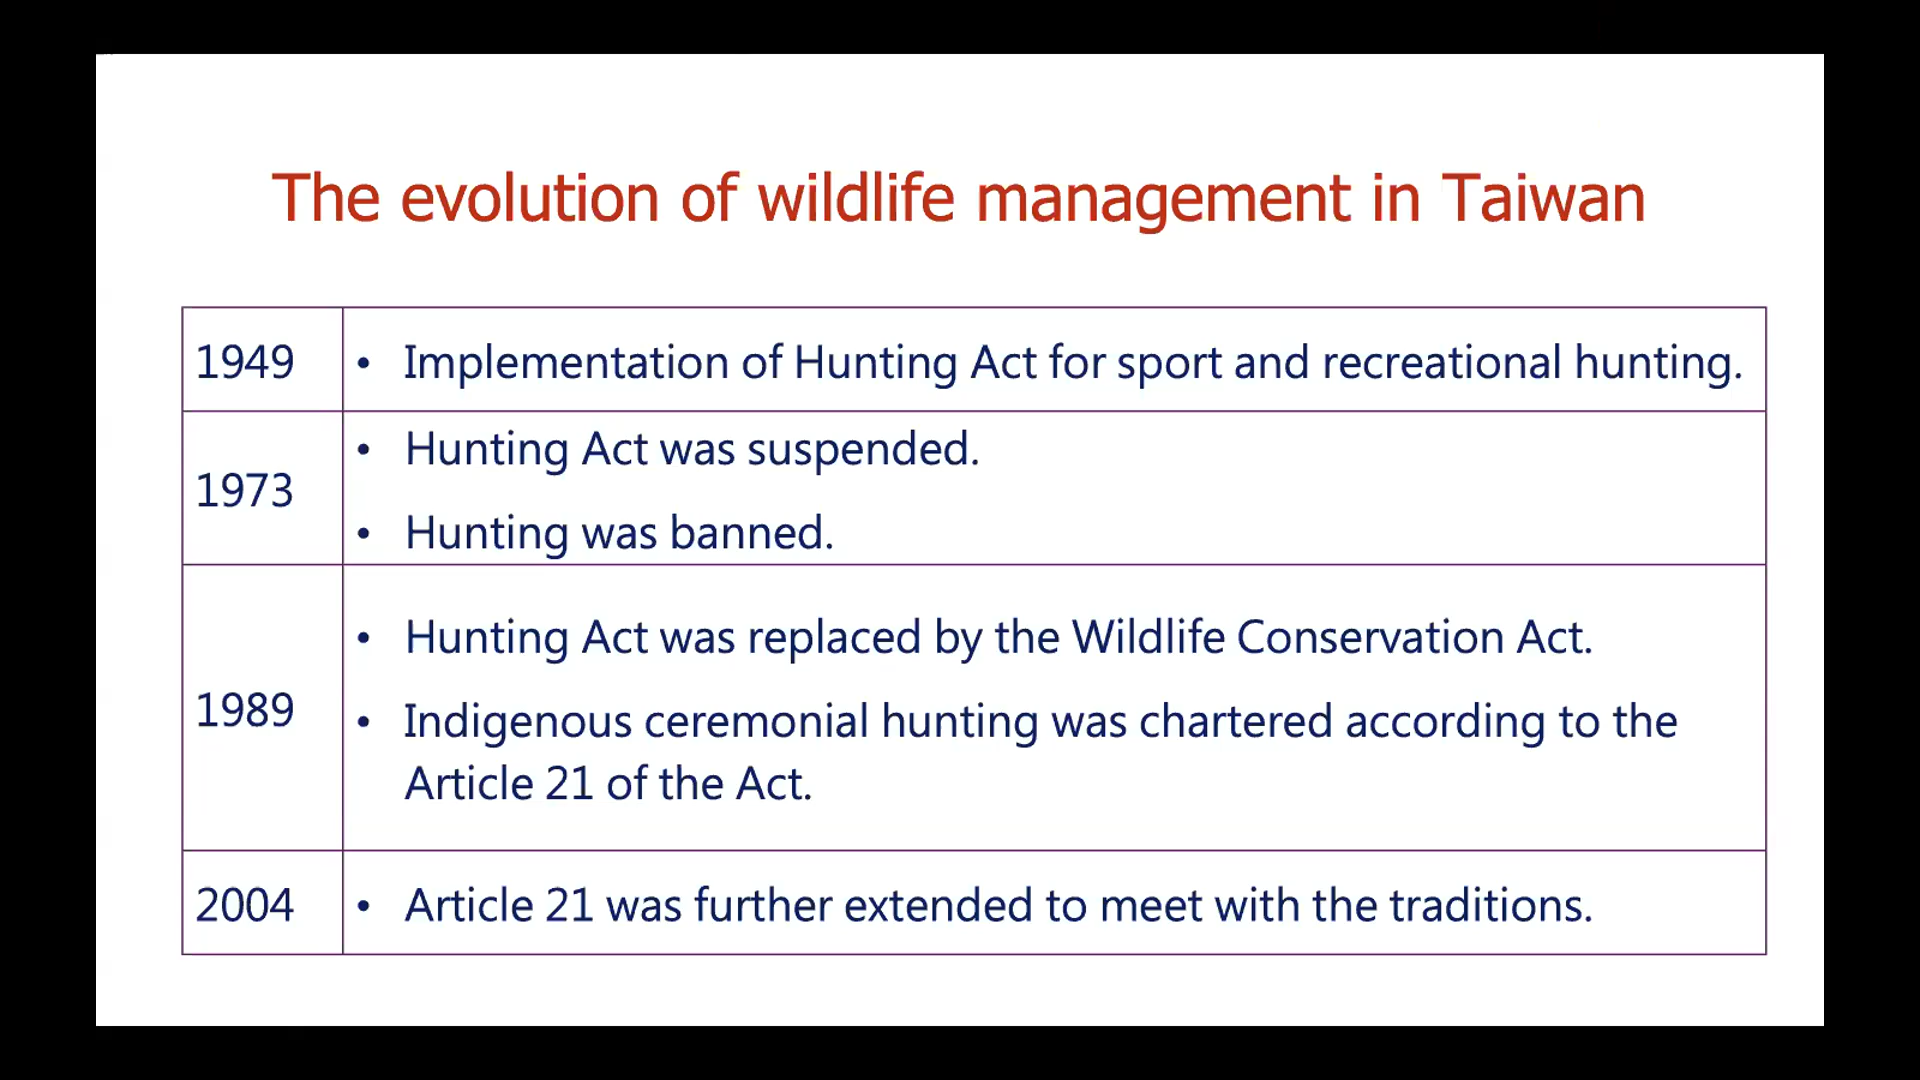 The evolution of wildlife management in Taiwan
1949
• Implementation of Hunting Act for sport and recreational hunting.
1973
• Hunting Act was suspended.
• Hunting was banned.
1989
• Hunting Act was replaced by the Wildlife Conservation Act.
• Indigenous ceremonial hunting was chartered according to the
Article 21 of the Act.
2004
• Article 21 was further extended to meet with the traditions.